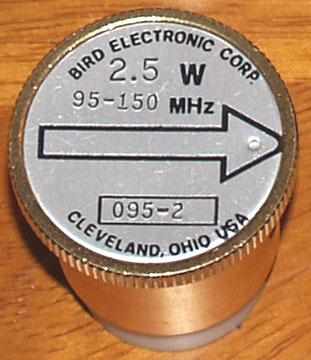 BIRD ELECTRONIC CORP.
2.5 W
95-150 MHz
095-2
CLEVELAND, OHIO USA